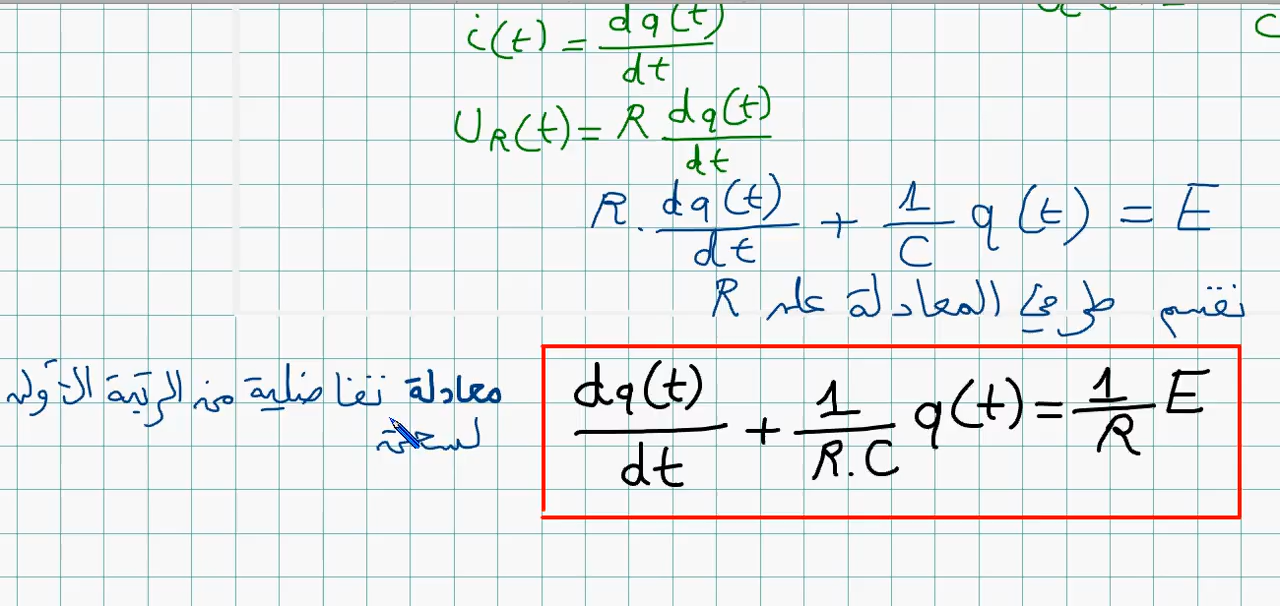 i(t) = dq(t)/dt
U_R(t) = R dq(t)/dt
R. dq(t)/dt + 1/C q(t) = E
نقسم طرفي المعادلة على R
dq(t)/dt + 1/R.C q(t) = 1/R E
معادلة تفاضلية من الرتبة الأولى
لشحنة